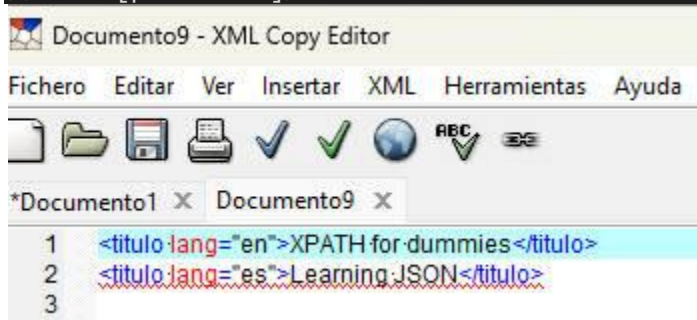 Documento9 - XML Copy Editor
Fichero Editar Ver Insertar XML Herramientas Ayuda
ABC
*Documento1 X Documento9 X
1 <titulo lang="en">XPATH for dummies</titulo>
2 <titulo lang="es">Learning JSON</titulo>
3